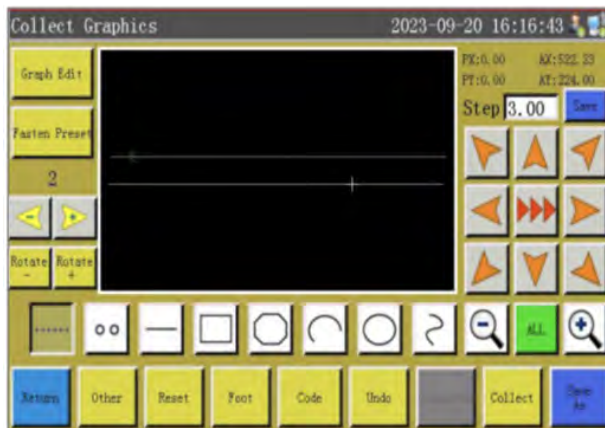 Collect Graphics 2023-09-20 16:16:43
Graph Edit
PX:0.00 AX:522.33
PY:0.00 AY:224.00
Step 3.00 Save
Fasten Preset
2
Rotate - Rotate +
ALL
Return Other Reset Foot Code Undo Collect Save As